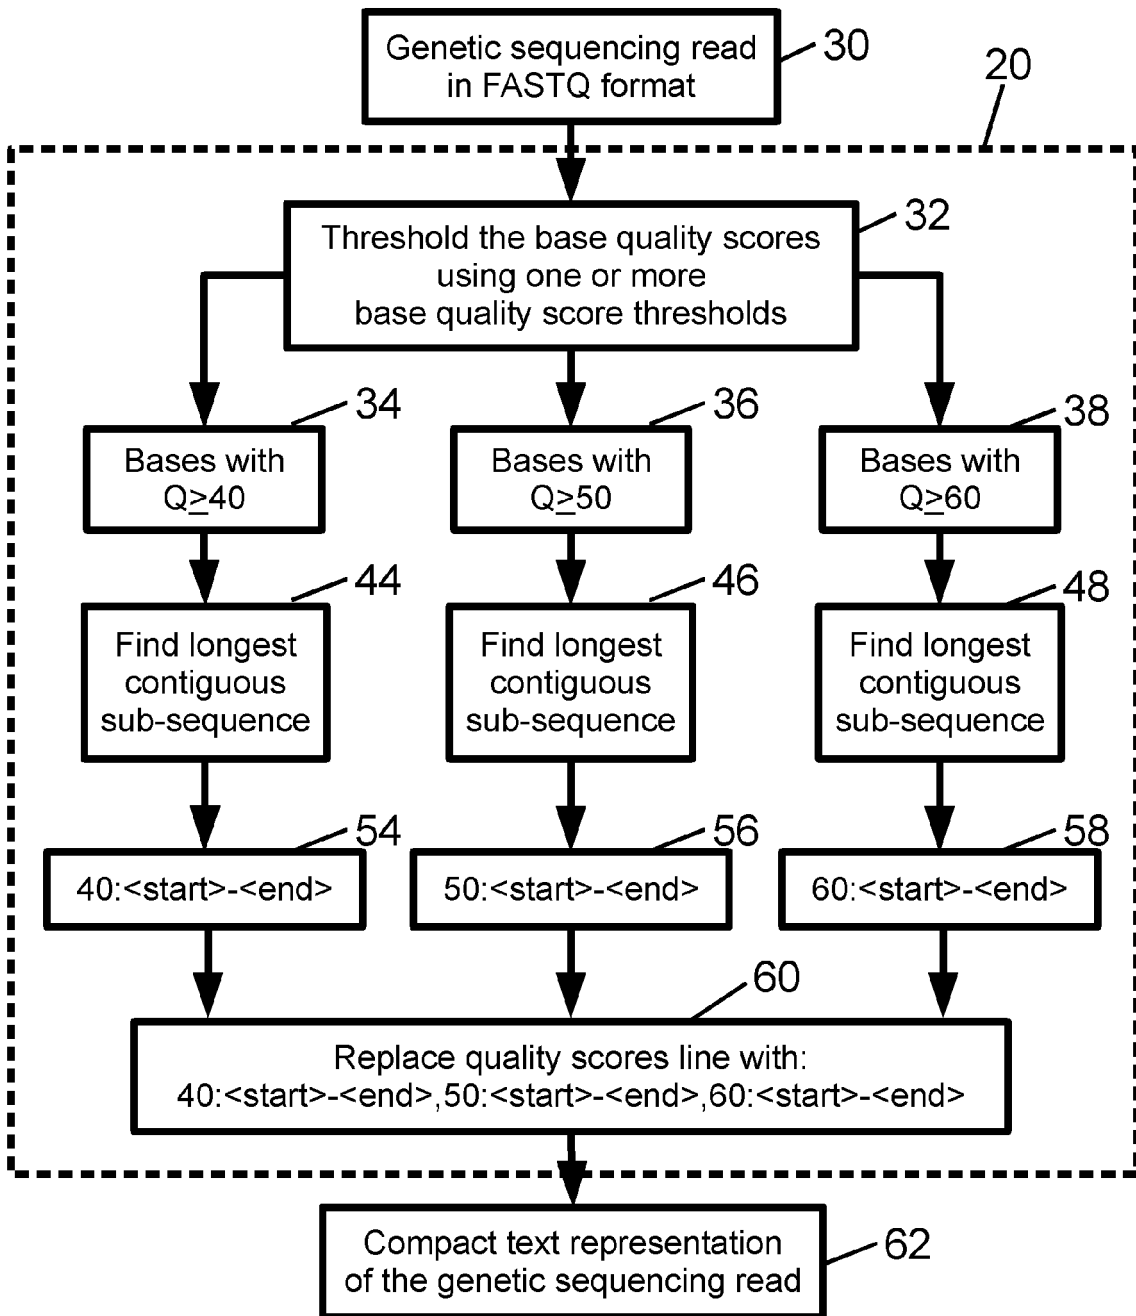 Genetic sequencing read
in FASTQ format
30
20
Threshold the base quality scores
using one or more
base quality score thresholds
32
34
36
38
Bases with
Q≥40
Bases with
Q≥50
Bases with
Q≥60
44
46
48
Find longest
contiguous
sub-sequence
Find longest
contiguous
sub-sequence
Find longest
contiguous
sub-sequence
54
56
58
40:<start>-<end>
50:<start>-<end>
60:<start>-<end>
60
Replace quality scores line with:
40:<start>-<end>,50:<start>-<end>,60:<start>-<end>
Compact text representation
of the genetic sequencing read
62